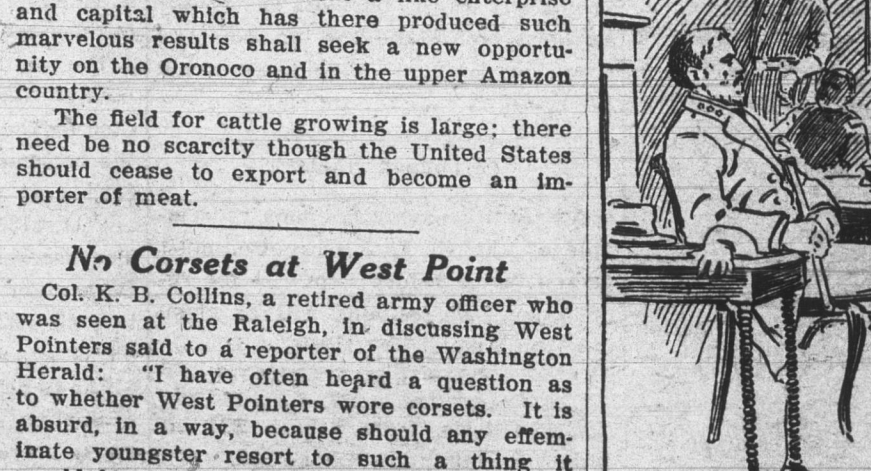 and capital which has there produced such
marvelous results shall seek a new opportu-
nity on the Oronoco and in the upper Amazon
country.
The field for cattle growing is large; there
need be no scarcity though the United States
should cease to export and become an im-
porter of meat.
No Corsets at West Point
Col. K. B. Collins, a retired army officer who
was seen at the Raleigh, in discussing West
Pointers said to a reporter of the Washington
Herald: "I have often heard a question as
to whether West Pointers wore corsets. It is
absurd, in a way, because should any effem-
inate youngster resort to such a thing it